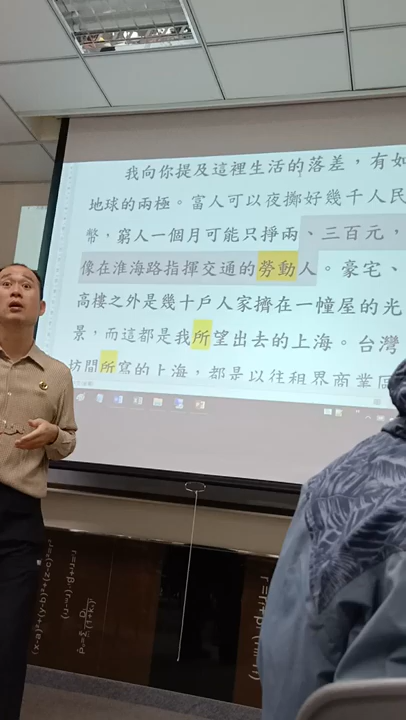 我向你提及這裡生活的落差，有如
地球的兩極。富人可以夜擲好幾千人民
幣，窮人一個月可能只掙兩、三百元，
像在淮海路指揮交通的勞動人。豪宅、
高樓之外是幾十戶人家擠在一幢屋的光
景，而這都是我所望出去的上海。台灣
坊間所寫的上海，都是以往租界商業區